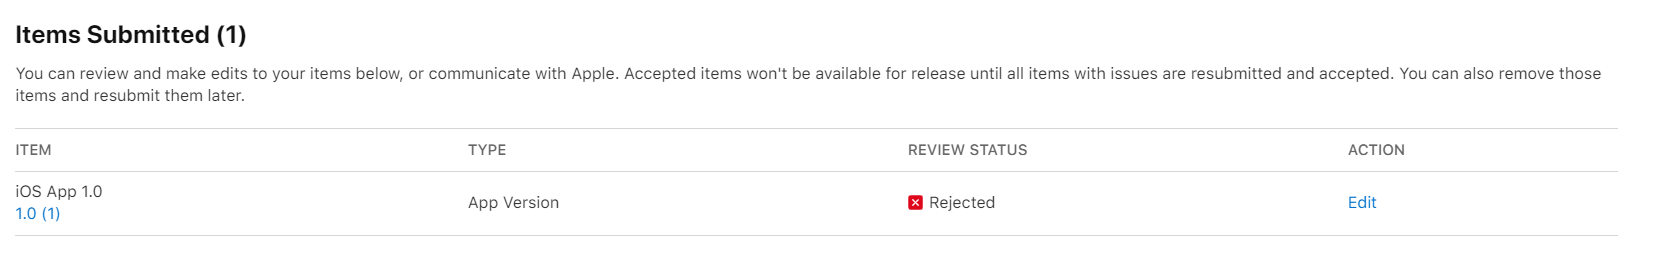 Items Submitted (1)
You can review and make edits to your items below, or communicate with Apple. Accepted items won't be available for release until all items with issues are resubmitted and accepted. You can also remove those
items and resubmit them later.
ITEM TYPE REVIEW STATUS ACTION
iOS App 1.0
1.0 (1)
App Version Rejected Edit